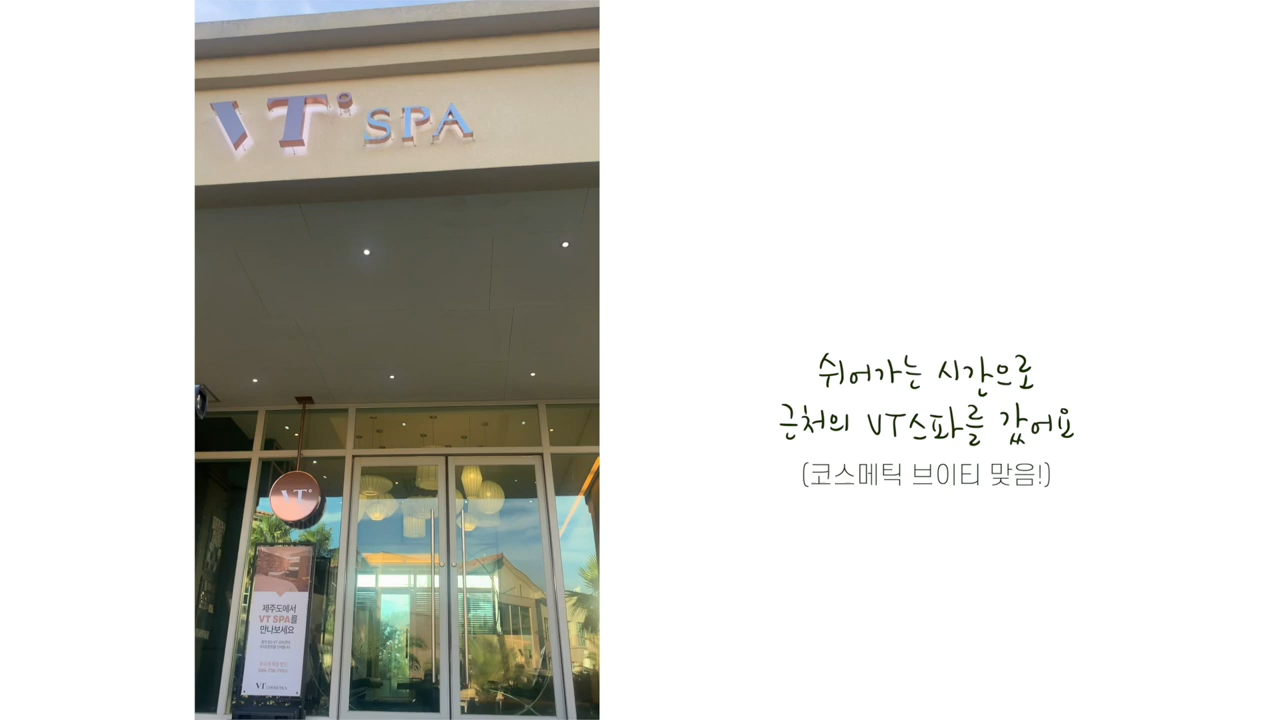 VT° SPA
VT°
제주도에서
VT SPA를
만나보세요
VT COSMETICS
쉬어가는 시간으로
근처의 VT스파를 갔어요
(코스메틱 브이티 맞음!)